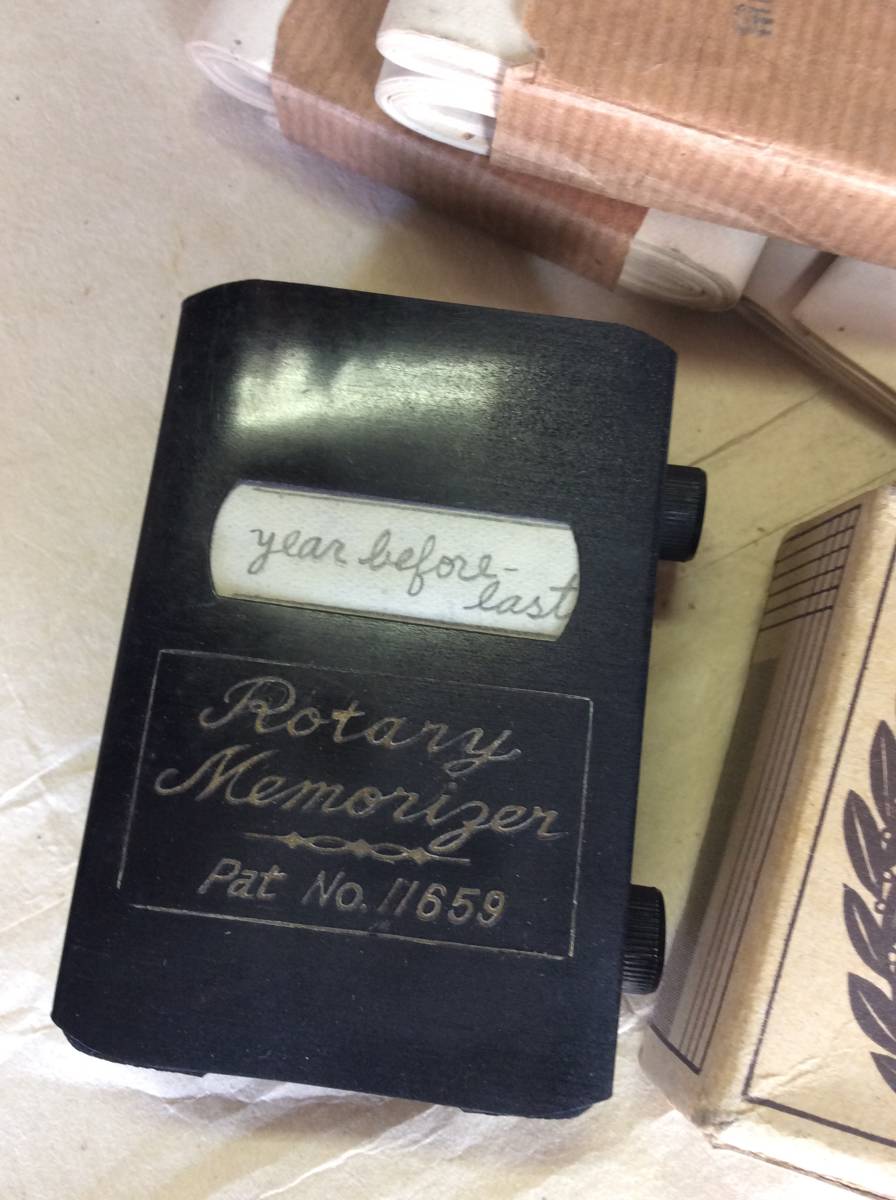 year before-
last
Rotary
Memorizer
Pat No. 11659